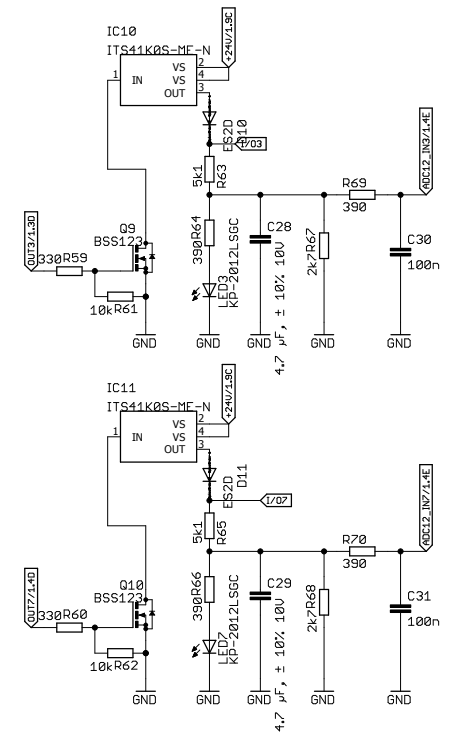 IC10
ITS41K0S-ME-N
+24V/1.9C
1
IN
VS
2
VS
4
OUT
3
ES2D
D10
I/O3
5k1
R63
ADC12_IN3/1.4E
R69
390
OUT3/1.3D
330
R59
Q9
BSS123
10k
R61
390
R64
LED3
KP-2012LSGC
C28
4.7 µF, ± 10% 10V
2k7
R67
C30
100n
GND
GND
GND
GND
GND
IC11
ITS41K0S-ME-N
+24V/1.9C
1
IN
VS
2
VS
4
OUT
3
ES2D
D11
I/O7
5k1
R65
ADC12_IN7/1.4E
R70
390
OUT7/1.4D
330
R60
Q10
BSS123
10k
R62
390
R66
LED7
KP-2012LSGC
C29
4.7 µF, ± 10% 10V
2k7
R68
C31
100n
GND
GND
GND
GND
GND